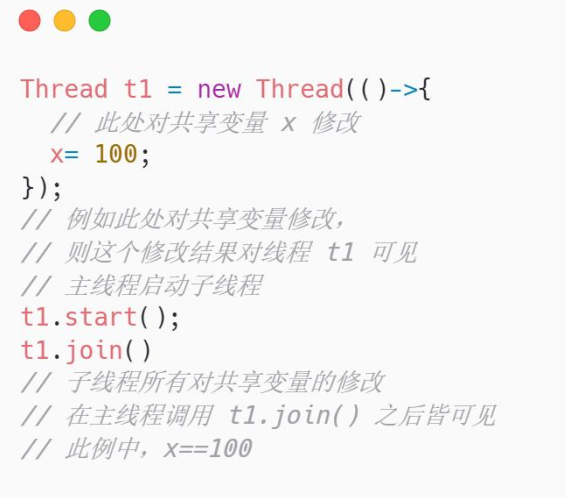 Thread t1 = new Thread(()->{
  // 此处对共享变量 x 修改
  x= 100;
});
// 例如此处对共享变量修改，
// 则这个修改结果对线程 t1 可见
// 主线程启动子线程
t1.start();
t1.join()
// 子线程所有对共享变量的修改
// 在主线程调用 t1.join() 之后皆可见
// 此例中，x==100